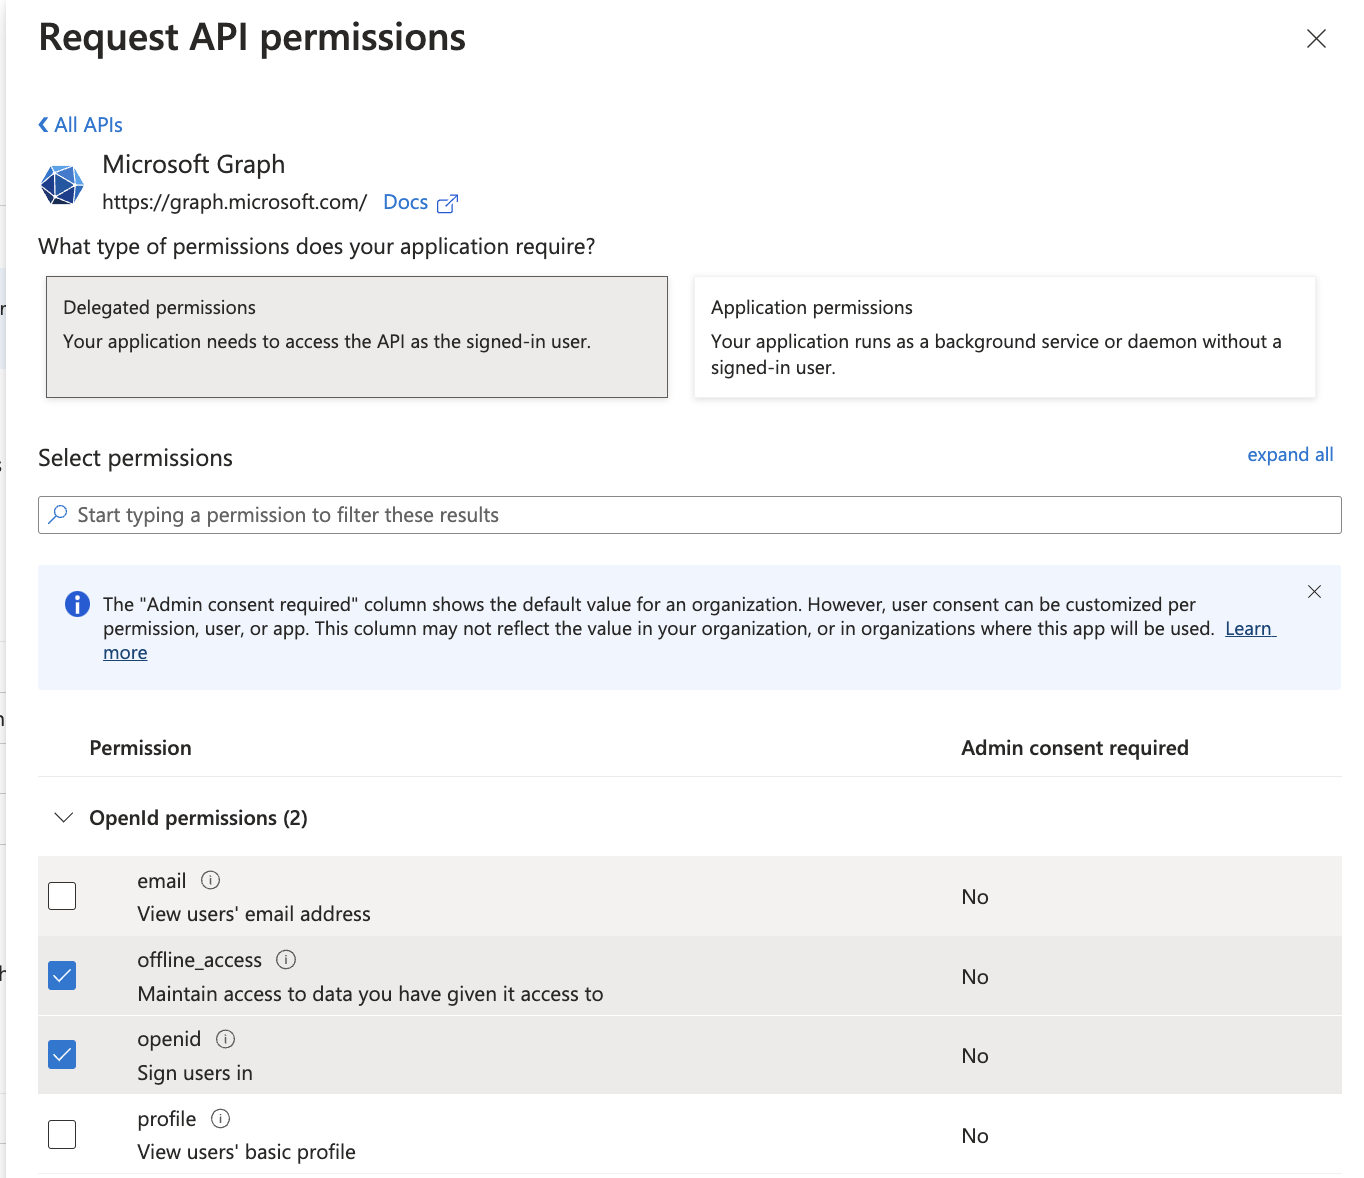 Request API permissions
All APIs
Microsoft Graph
https://graph.microsoft.com/ Docs
What type of permissions does your application require?
Delegated permissions
Your application needs to access the API as the signed-in user.
Application permissions
Your application runs as a background service or daemon without a
signed-in user.
Select permissions
expand all
Start typing a permission to filter these results
The "Admin consent required" column shows the default value for an organization. However, user consent can be customized per
permission, user, or app. This column may not reflect the value in your organization, or in organizations where this app will be used. Learn
more
Permission Admin consent required
OpenId permissions (2)
email
View users' email address
No
offline_access
Maintain access to data you have given it access to
No
openid
Sign users in
No
profile
View users' basic profile
No